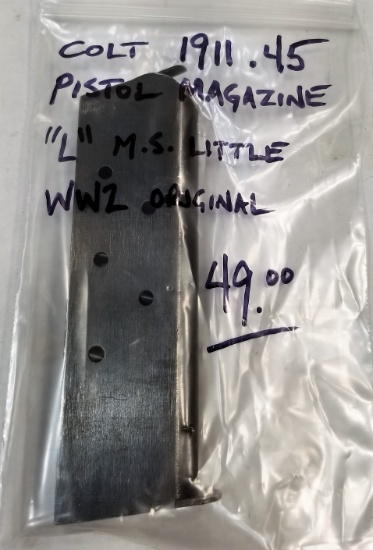 COLT 1911 .45
PISTOL MAGAZINE
"L" M.S. LITTLE
WW2 ORIGINAL
49.00